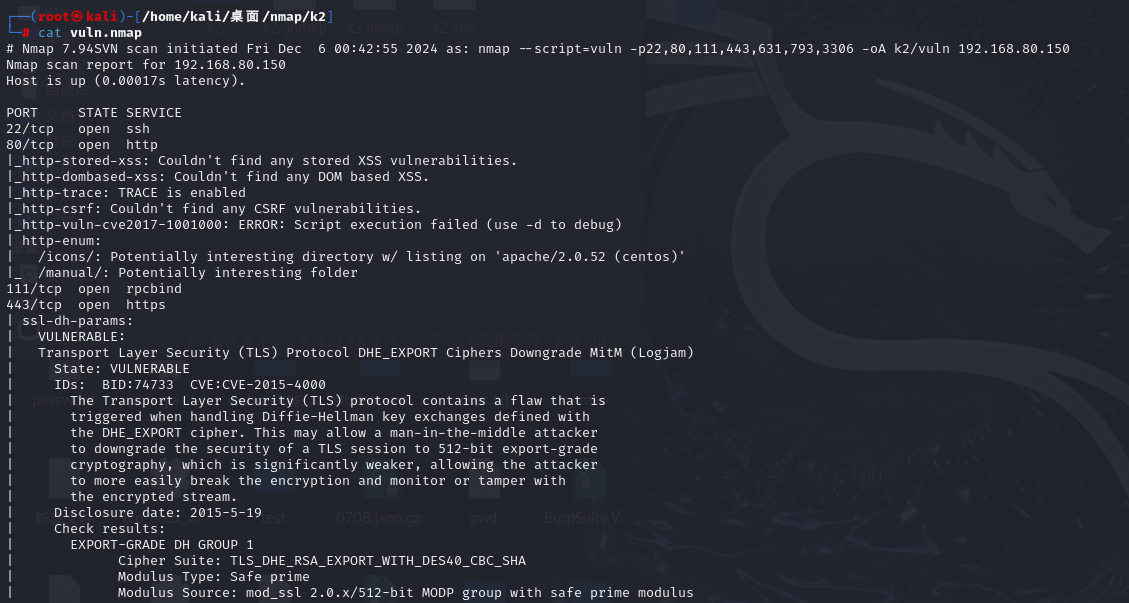 ┌──(root㉿kali)-[/home/kali/桌面/nmap/k2]
└─# cat vuln.nmap
# Nmap 7.94SVN scan initiated Fri Dec  6 00:42:55 2024 as: nmap --script=vuln -p22,80,111,443,631,793,3306 -oA k2/vuln 192.168.80.150
Nmap scan report for 192.168.80.150
Host is up (0.00017s latency).

PORT     STATE SERVICE
22/tcp   open  ssh
80/tcp   open  http
|_http-stored-xss: Couldn't find any stored XSS vulnerabilities.
|_http-dombased-xss: Couldn't find any DOM based XSS.
|_http-trace: TRACE is enabled
|_http-csrf: Couldn't find any CSRF vulnerabilities.
|_http-vuln-cve2017-1001000: ERROR: Script execution failed (use -d to debug)
| http-enum:
|   /icons/: Potentially interesting directory w/ listing on 'apache/2.0.52 (centos)'
|_  /manual/: Potentially interesting folder
111/tcp  open  rpcbind
443/tcp  open  https
| ssl-dh-params:
|   VULNERABLE:
|   Transport Layer Security (TLS) Protocol DHE_EXPORT Ciphers Downgrade MitM (Logjam)
|     State: VULNERABLE
|     IDs:  BID:74733  CVE:CVE-2015-4000
|       The Transport Layer Security (TLS) protocol contains a flaw that is
|       triggered when handling Diffie-Hellman key exchanges defined with
|       the DHE_EXPORT cipher. This may allow a man-in-the-middle attacker
|       to downgrade the security of a TLS session to 512-bit export-grade
|       cryptography, which is significantly weaker, allowing the attacker
|       to more easily break the encryption and monitor or tamper with
|       the encrypted stream.
|     Disclosure date: 2015-5-19
|     Check results:
|       EXPORT-GRADE DH GROUP 1
|             Cipher Suite: TLS_DHE_RSA_EXPORT_WITH_DES40_CBC_SHA
|             Modulus Type: Safe prime
|             Modulus Source: mod_ssl 2.0.x/512-bit MODP group with safe prime modulus
test
0708.json.gz
pwd
BurpSuite V...